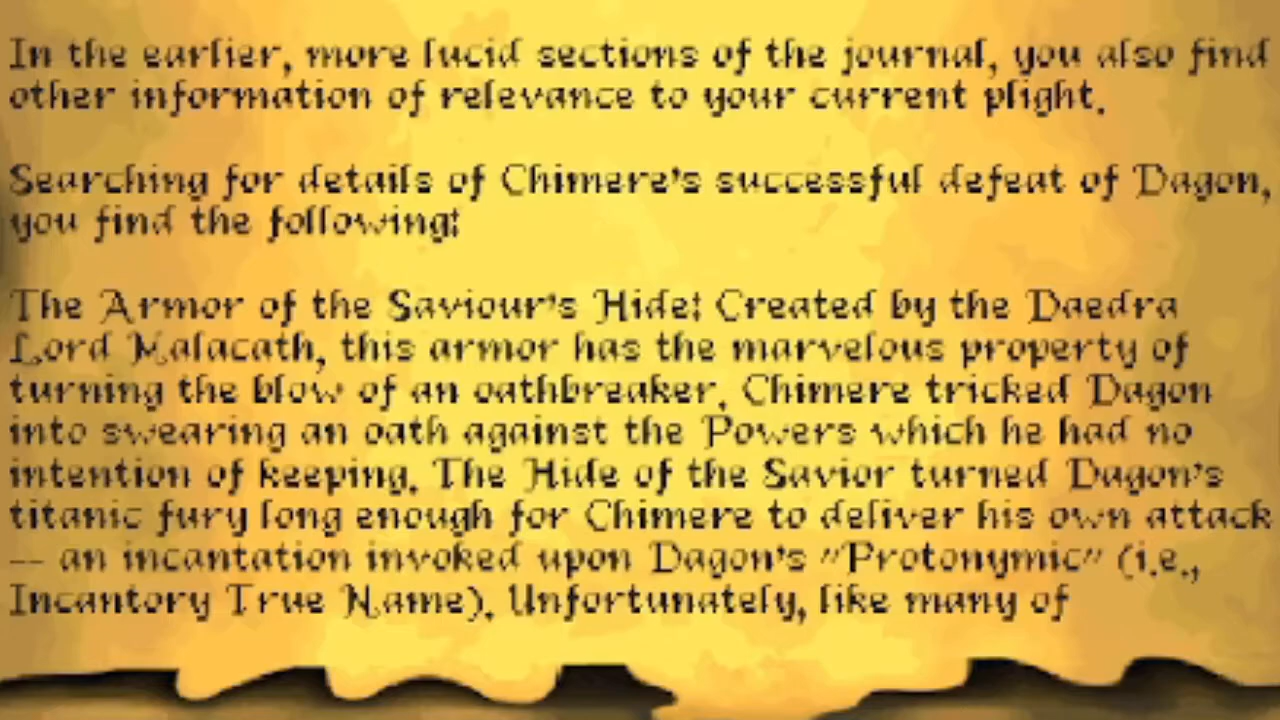 In the earlier, more lucid sections of the journal, you also find
other information of relevance to your current plight.
Searching for details of Chimere's successful defeat of Dagon,
you find the following:
The Armor of the Saviour's Hide: Created by the Daedra
Lord Malacath, this armor has the marvelous property of
turning the blow of an oathbreaker. Chimere tricked Dagon
into swearing an oath against the Powers which he had no
intention of keeping. The Hide of the Savior turned Dagon's
titanic fury long enough for Chimere to deliver his own attack
-- an incantation invoked upon Dagon's "Protonymic" (i.e.,
Incantory True Name). Unfortunately, like many of